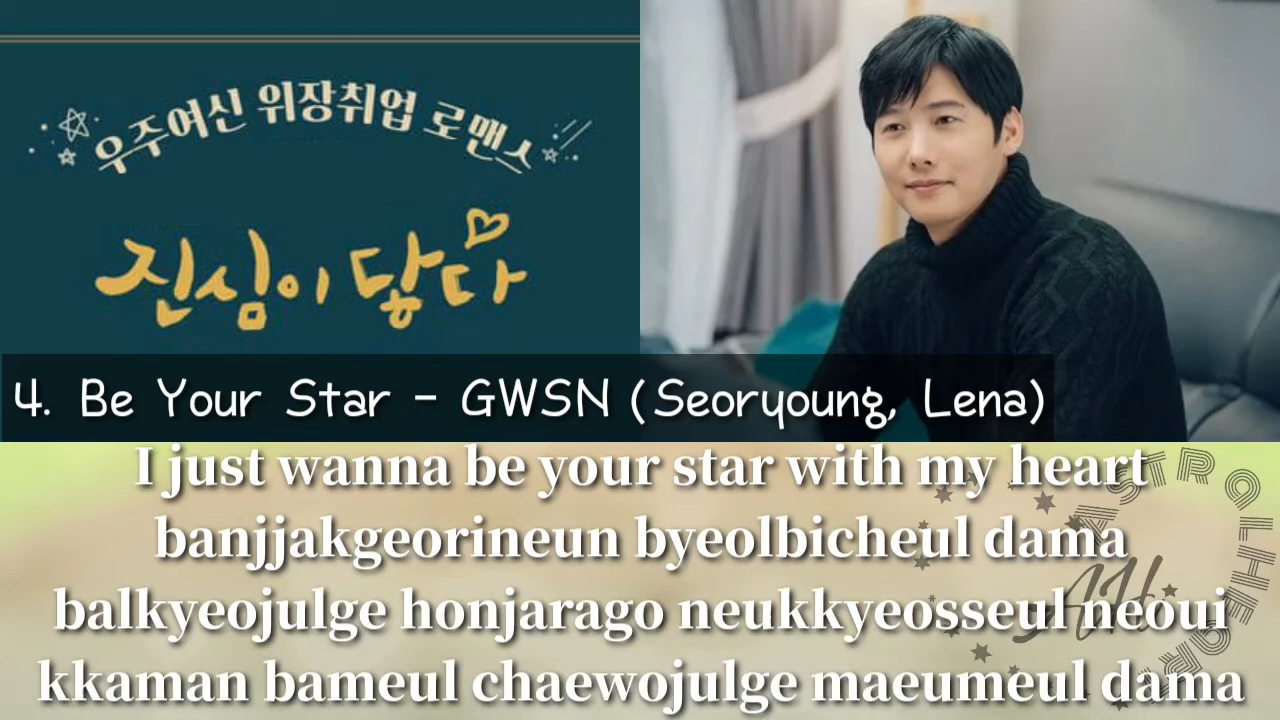 우주여신 위장취업 로맨스
진심이 닿다
4. Be Your Star - GWSN (Seoryoung, Lena)
I just wanna be your star with my heart
banjjakgeorineun byeolbicheul dama
balkyeojulge honjarago neukkyeosseul neoui
kkaman bameul chaewojulge maeumeul dama
AH